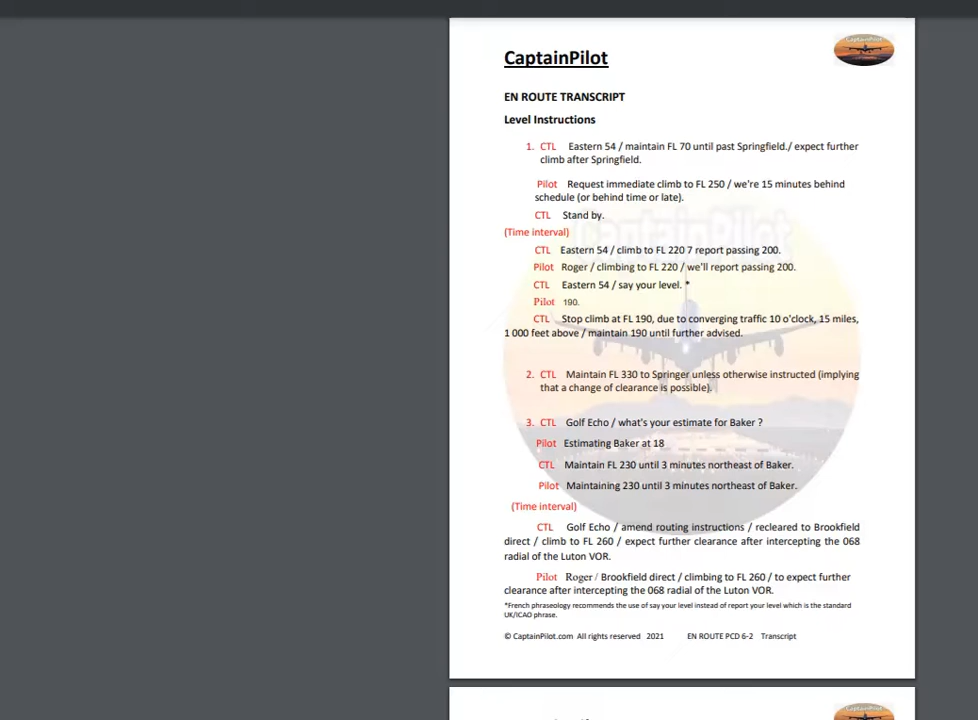 CaptainPilot
CaptainPilot
EN ROUTE TRANSCRIPT
Level Instructions
1. CTL Eastern 54 / maintain FL 70 until past Springfield./ expect further
climb after Springfield.
Pilot Request immediate climb to FL 250 / we're 15 minutes behind
schedule (or behind time or late).
CTL Stand by.
CaptainPilot
(Time interval)
CTL Eastern 54 / climb to FL 220 7 report passing 200.
Pilot Roger / climbing to FL 220 / we'll report passing 200.
CTL Eastern 54 / say your level. *
Pilot 190.
CTL Stop climb at FL 190, due to converging traffic 10 o'clock, 15 miles,
1 000 feet above / maintain 190 until further advised.
2. CTL Maintain FL 330 to Springer unless otherwise instructed (implying
that a change of clearance is possible).
3. CTL Golf Echo / what's your estimate for Baker ?
Pilot Estimating Baker at 18
CTL Maintain FL 230 until 3 minutes northeast of Baker.
Pilot Maintaining 230 until 3 minutes northeast of Baker.
(Time interval)
CTL Golf Echo / amend routing instructions / recleared to Brookfield
direct / climb to FL 260 / expect further clearance after intercepting the 068
radial of the Luton VOR.
Pilot Roger / Brookfield direct / climbing to FL 260 / to expect further
clearance after intercepting the 068 radial of the Luton VOR.
*French phraseology recommends the use of say your level instead of report your level which is the standard
UK/ICAO phrase.
© CaptainPilot.com All rights reserved 2021 EN ROUTE PCD 6-2 Transcript